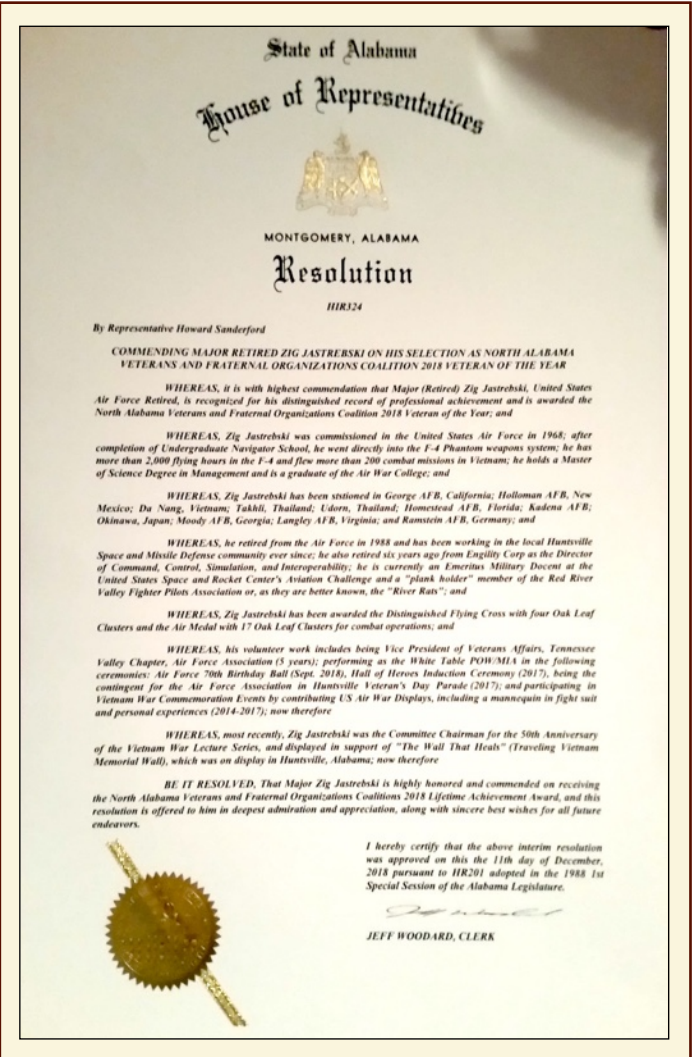 State of Alabama
House of Representatives
MONTGOMERY, ALABAMA
Resolution
HIR324
By Representative Howard Sanderford
COMMENDING MAJOR RETIRED ZIG JASTREBSKI ON HIS SELECTION AS NORTH ALABAMA
VETERANS AND FRATERNAL ORGANIZATIONS COALITION 2018 VETERAN OF THE YEAR
WHEREAS, it is with highest commendation that Major (Retired) Zig Jastrebski, United States
Air Force Retired, is recognized for his distinguished record of professional achievement and is awarded the
North Alabama Veterans and Fraternal Organizations Coalition 2018 Veteran of the Year; and
WHEREAS, Zig Jastrebski was commissioned in the United States Air Force in 1968; after
completion of Undergraduate Navigator School, he went directly into the F-4 Phantom weapons system; he has
more than 2,000 flying hours in the F-4 and flew more than 200 combat missions in Vietnam; he holds a Master
of Science Degree in Management and is a graduate of the Air War College; and
WHEREAS, Zig Jastrebski has been stationed in George AFB, California; Holloman AFB, New
Mexico; Da Nang, Vietnam; Takhli, Thailand; Udorn, Thailand; Homestead AFB, Florida; Kadena AFB;
Okinawa, Japan; Moody AFB, Georgia; Langley AFB, Virginia; and Ramstein AFB, Germany; and
WHEREAS, he retired from the Air Force in 1988 and has been working in the local Huntsville
Space and Missile Defense community ever since; he also retired six years ago from Engility Corp as the Director
of Command, Control, Simulation, and Interoperability; he is currently an Emeritus Military Docent at the
United States Space and Rocket Center's Aviation Challenge and a "plank holder" member of the Red River
Valley Fighter Pilots Association or, as they are better known, the "River Rats"; and
WHEREAS, Zig Jastrebski has been awarded the Distinguished Flying Cross with four Oak Leaf
Clusters and the Air Medal with 17 Oak Leaf Clusters for combat operations; and
WHEREAS, his volunteer work includes being Vice President of Veterans Affairs, Tennessee
Valley Chapter, Air Force Association (5 years); performing as the White Table POW/MIA in the following
ceremonies: Air Force 70th Birthday Ball (Sept. 2018), Hall of Heroes Induction Ceremony (2017), being the
contingent for the Air Force Association in Huntsville Veteran's Day Parade (2017); and participating in
Vietnam War Commemoration Events by contributing US Air War Displays, including a mannequin in fight suit
and personal experiences (2014-2017); now therefore
WHEREAS, most recently, Zig Jastrebski was the Committee Chairman for the 50th Anniversary
of the Vietnam War Lecture Series, and displayed in support of "The Wall That Heals" (Traveling Vietnam
Memorial Wall), which was on display in Huntsville, Alabama; now therefore
BE IT RESOLVED, That Major Zig Jastrebski is highly honored and commended on receiving
the North Alabama Veterans and Fraternal Organizations Coalitions 2018 Lifetime Achievement Award, and this
resolution is offered to him in deepest admiration and appreciation, along with sincere best wishes for all future
endeavors.
I hereby certify that the above interim resolution
was approved on this the 11th day of December,
2018 pursuant to HR201 adopted in the 1988 1st
Special Session of the Alabama Legislature.
JEFF WOODARD, CLERK